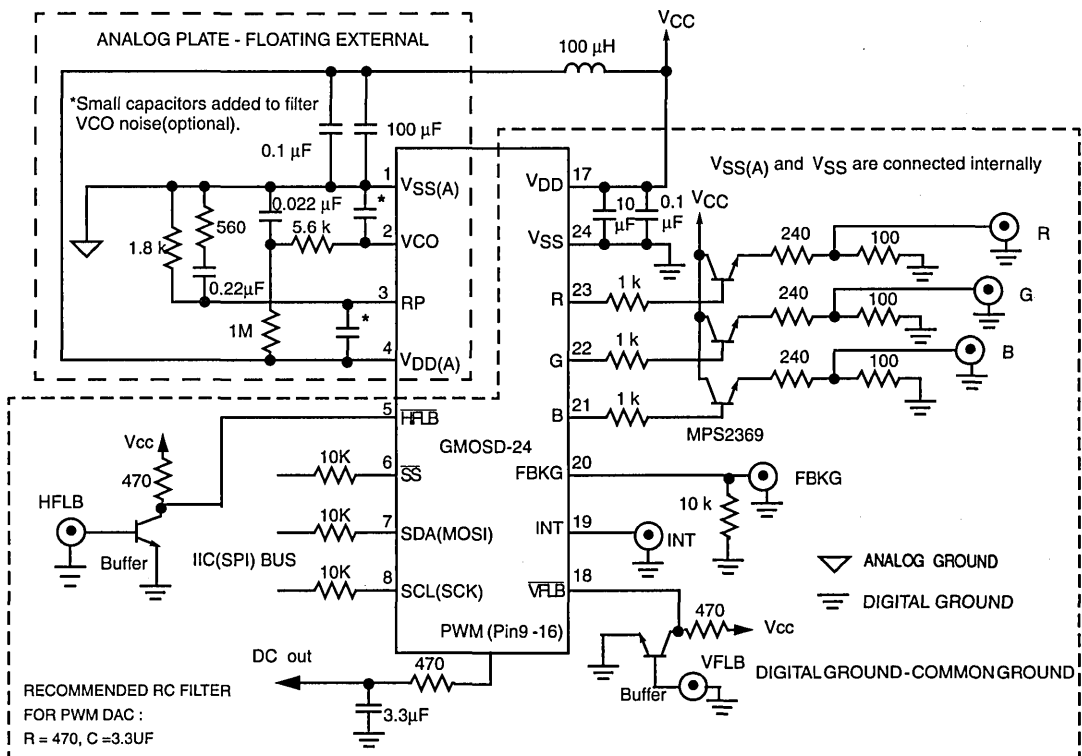 ANALOG PLATE - FLOATING EXTERNAL
VCC
100 µH
*Small capacitors added to filter
VCO noise(optional).
0.1 µF
100 µF
VSS(A) and VSS are connected internally
1
VSS(A)
0.022 µF
*
560
1.8 k
5.6 k
2
VCO
0.22µF
3
RP
1M
*
4
VDD(A)
VDD
17
10
µF
0.1
µF
VSS
24
VCC
240
100
R
R
23
1 k
240
100
G
G
22
1 k
240
100
B
B
21
1 k
MPS2369
5
HFLB
GMOSD-24
Vcc
470
HFLB
Buffer
10K
6
SS
10K
7
SDA(MOSI)
IIC(SPI) BUS
10K
8
SCL(SCK)
FBKG
20
FBKG
10 k
INT
19
INT
VFLB
18
ANALOG GROUND
DIGITAL GROUND
PWM (Pin9 -16)
470
Vcc
VFLB
Buffer
DIGITAL GROUND-COMMON GROUND
DC out
470
3.3µF
RECOMMENDED RC FILTER
FOR PWM DAC :
R = 470, C =3.3UF